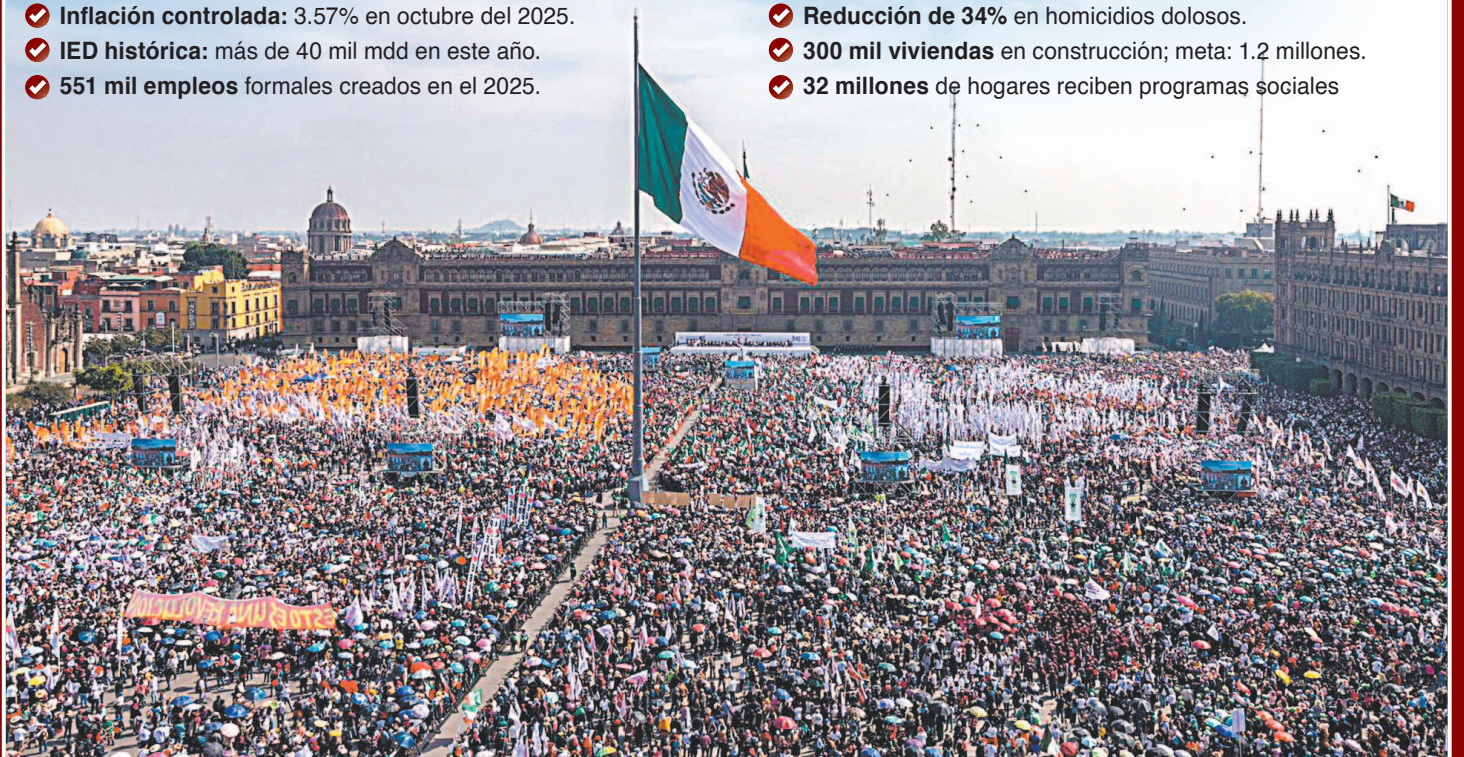 Inflación controlada: 3.57% en octubre del 2025.
IED histórica: más de 40 mil mdd en este año.
551 mil empleos formales creados en el 2025.
Reducción de 34% en homicidios dolosos.
300 mil viviendas en construcción; meta: 1.2 millones.
32 millones de hogares reciben programas sociales
ESTO ES UNA REVOLUCIÓN